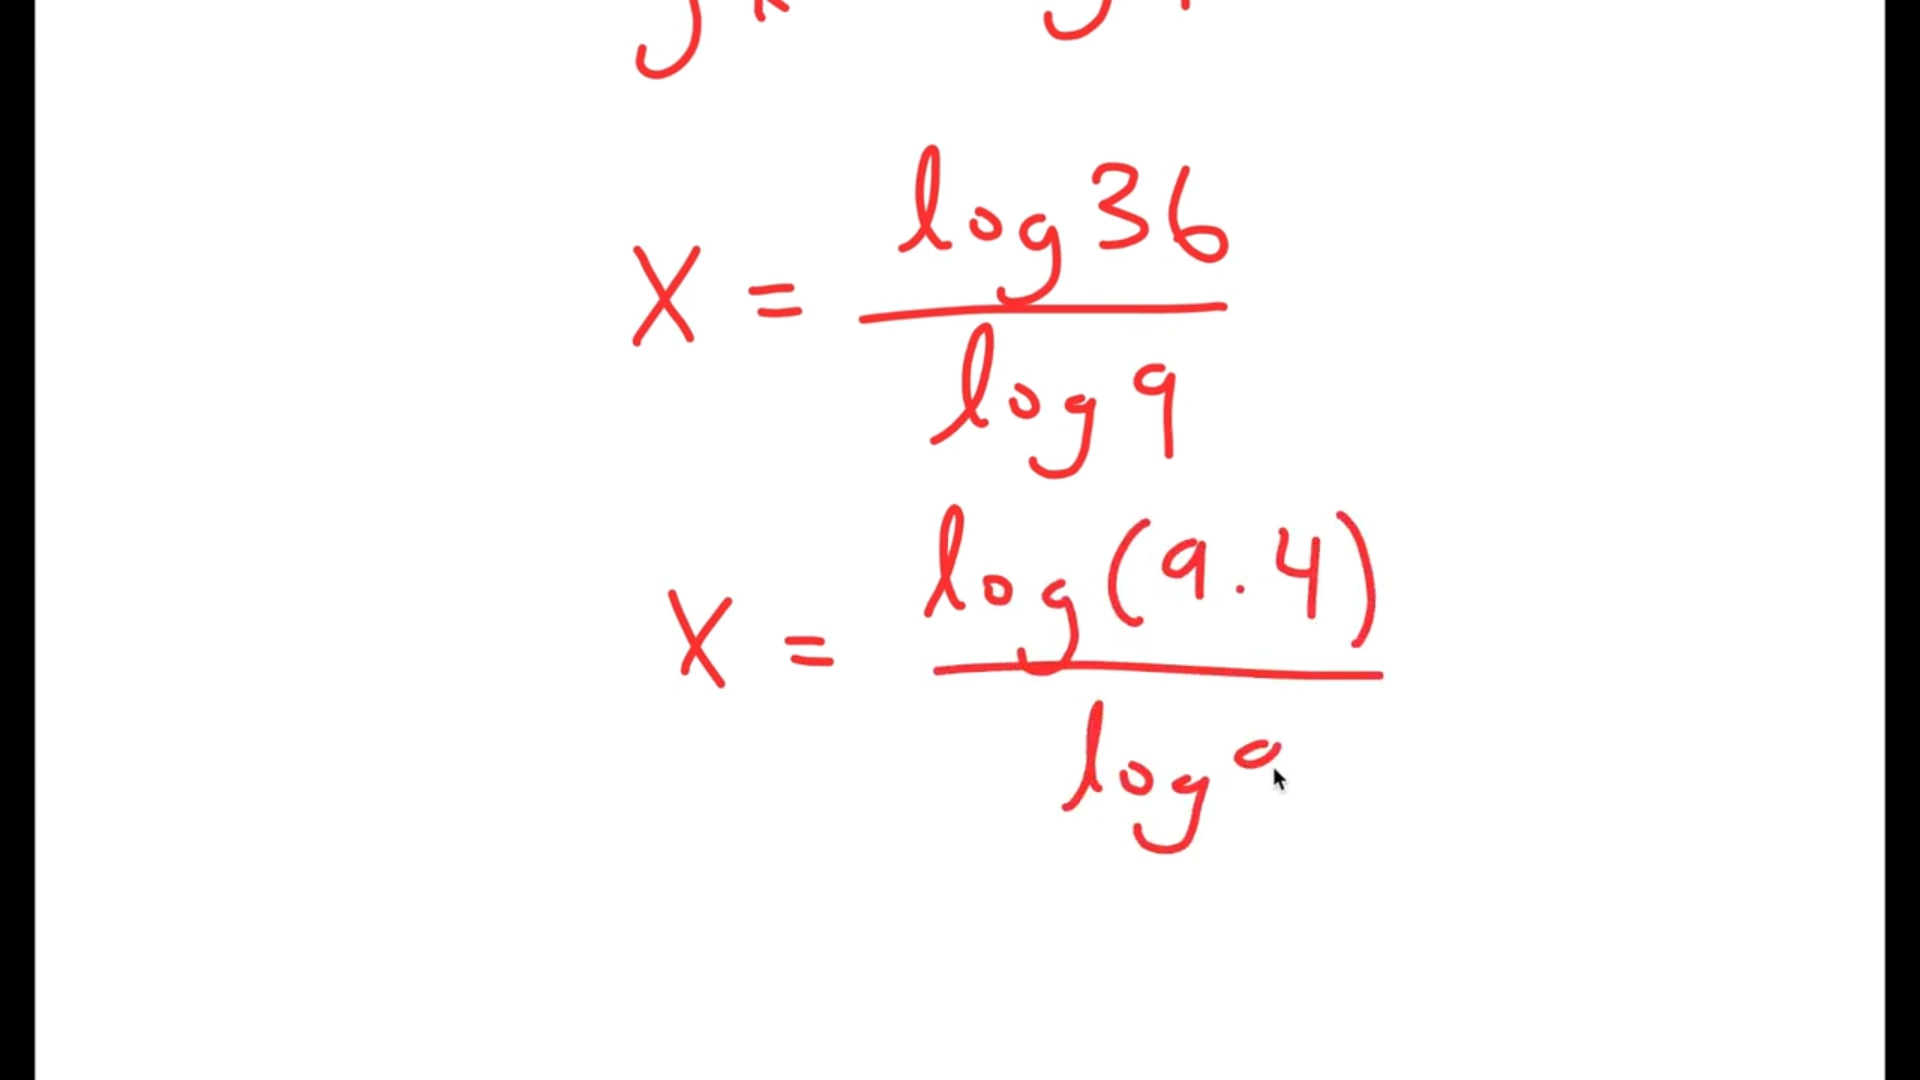 log 36
X =
log 9
log (9 . 4)
X =
log